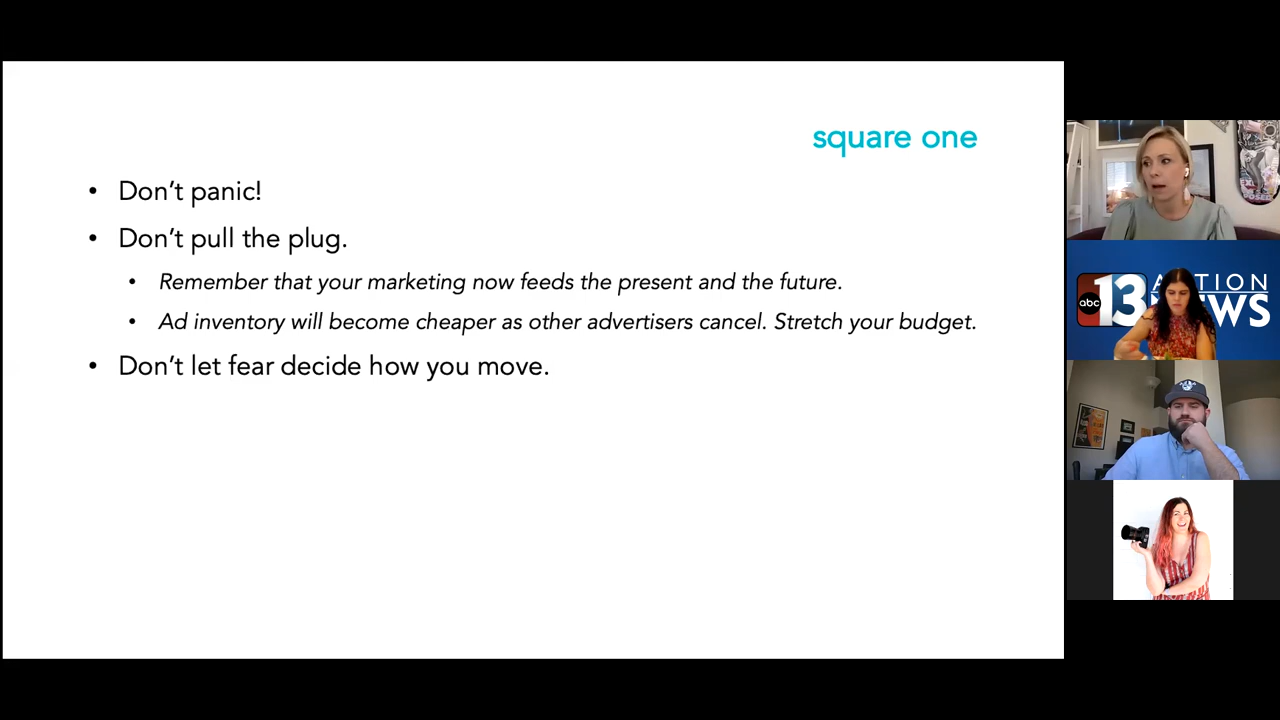 square one
• Don't panic!
• Don't pull the plug.
• Remember that your marketing now feeds the present and the future.
• Ad inventory will become cheaper as other advertisers cancel. Stretch your budget.
• Don't let fear decide how you move.
abc 13